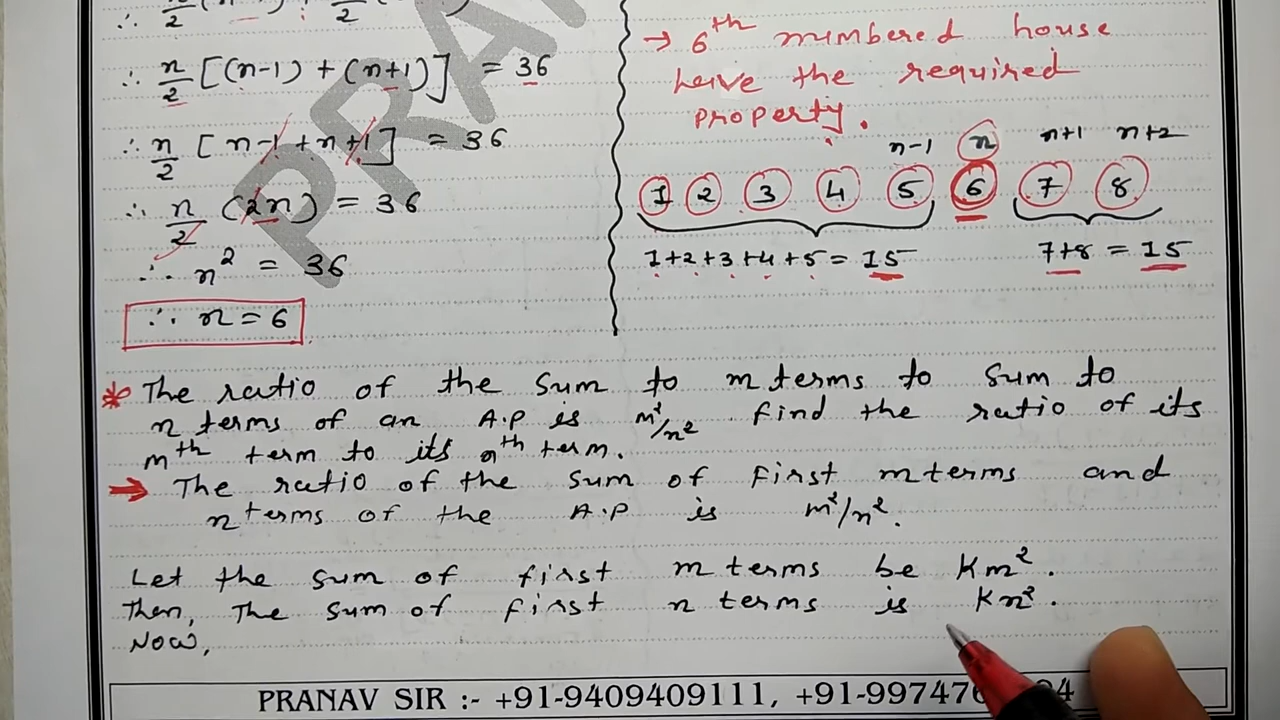 ∴ n/2 [(n-1) + (n+1)] = 36
∴ n/2 [n-1+n+1] = 36
∴ n/2 (2n) = 36
∴ n² = 36
∴ n = 6
→ 6th numbered house
have the required
property.
n-1 n n+1 n+2
1 2 3 4 5 6 7 8
1+2+3+4+5 = 15 7+8 = 15
* The ratio of the sum to m terms to sum to
n terms of an A.P is m²/n² find the ratio of its
mth term to its nth term.
→ The ratio of the sum of first m terms and
n terms of the A.P is m²/n².
Let the sum of first m terms be Km².
Then, The sum of first n terms is Kn².
Now,
PRANAV SIR :- +91-9409409111, +91-99747